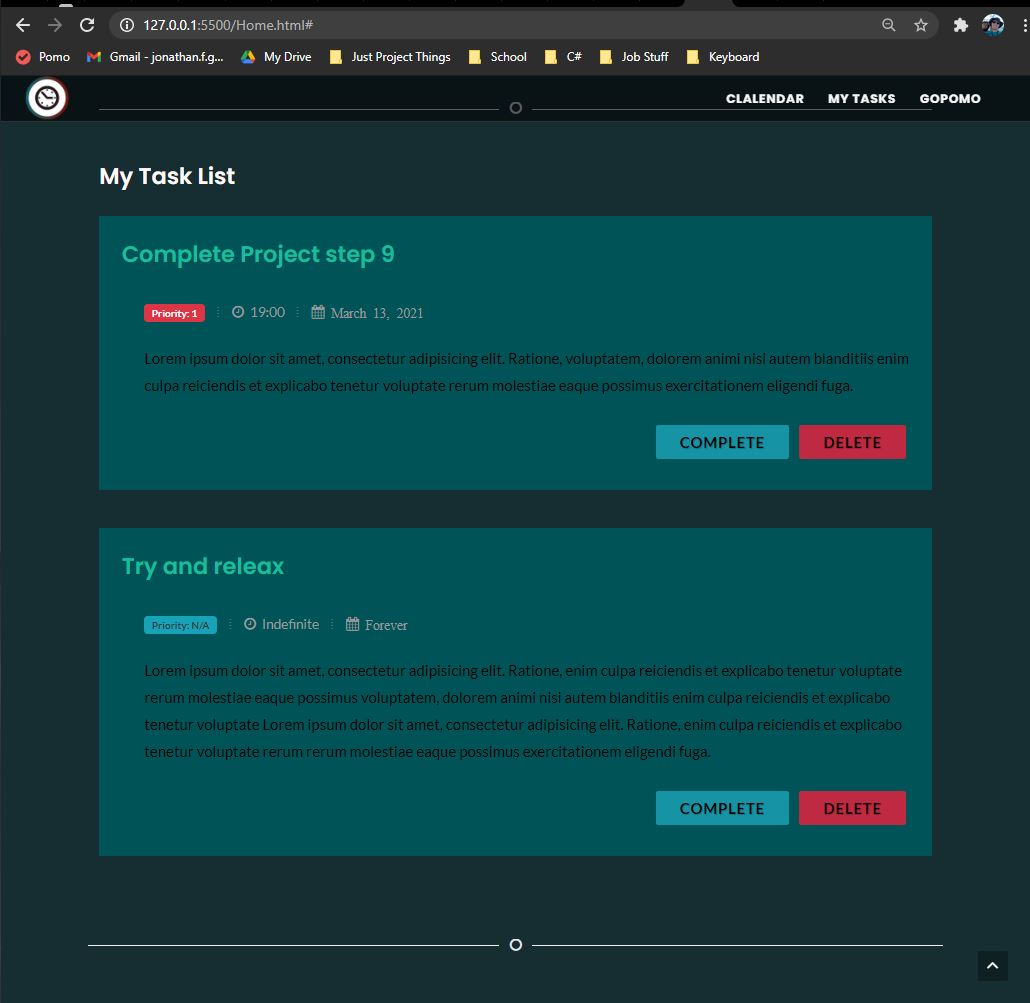 127.0.0.1:5500/Home.html#
Pomo Gmail - jonathan.f.g... My Drive Just Project Things School C# Job Stuff Keyboard
CLALENDAR MY TASKS GOPOMO
My Task List
Complete Project step 9
Priority: 1 19:00 March 13, 2021
Lorem ipsum dolor sit amet, consectetur adipisicing elit. Ratione, voluptatem, dolorem animi nisi autem blanditiis enim
culpa reiciendis et explicabo tenetur voluptate rerum molestiae eaque possimus exercitationem eligendi fuga.
COMPLETE DELETE
Try and releax
Priority: N/A Indefinite Forever
Lorem ipsum dolor sit amet, consectetur adipisicing elit. Ratione, enim culpa reiciendis et explicabo tenetur voluptate
rerum molestiae eaque possimus voluptatem, dolorem animi nisi autem blanditiis enim culpa reiciendis et explicabo
tenetur voluptate Lorem ipsum dolor sit amet, consectetur adipisicing elit. Ratione, enim culpa reiciendis et explicabo
tenetur voluptate rerum rerum molestiae eaque possimus exercitationem eligendi fuga.
COMPLETE DELETE